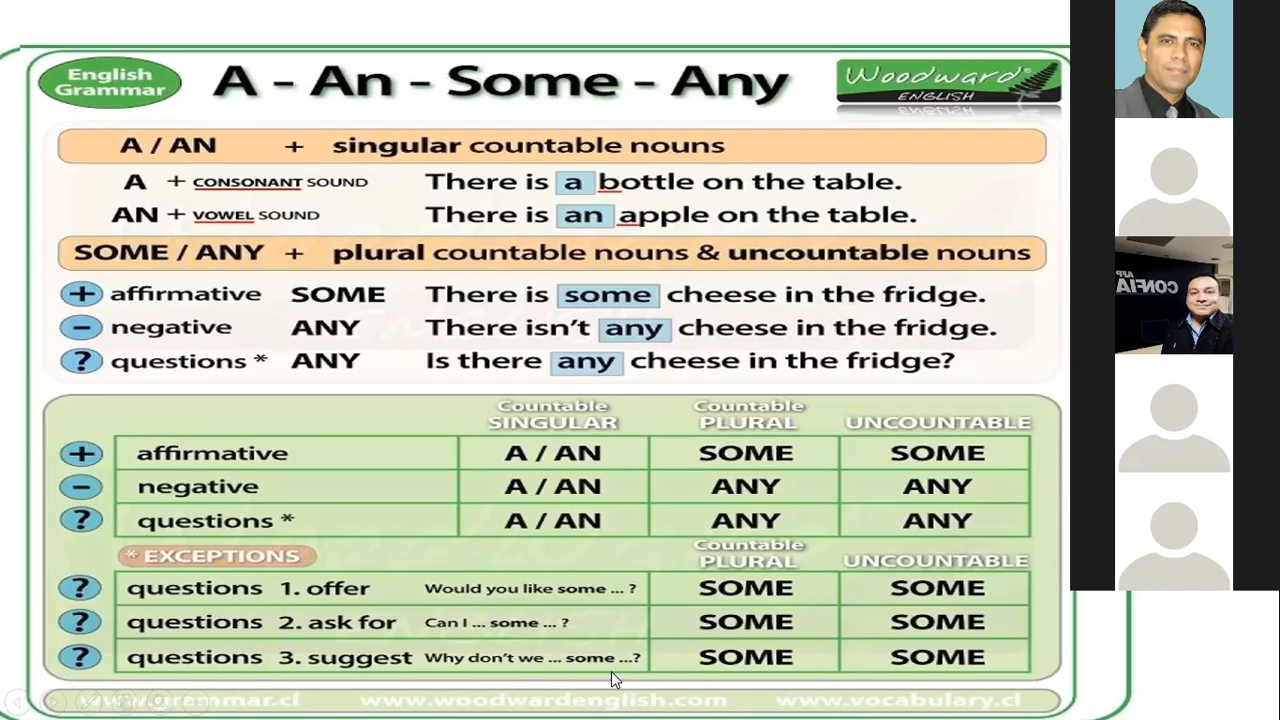 English
Grammar
A - An - Some - Any
Woodward®
ENGLISH
A / AN + singular countable nouns
A + CONSONANT SOUND There is a bottle on the table.
AN + VOWEL SOUND There is an apple on the table.
SOME / ANY + plural countable nouns & uncountable nouns
+ affirmative SOME There is some cheese in the fridge.
- negative ANY There isn't any cheese in the fridge.
? questions * ANY Is there any cheese in the fridge?
Countable SINGULAR Countable PLURAL UNCOUNTABLE
+ affirmative A / AN SOME SOME
- negative A / AN ANY ANY
? questions * A / AN ANY ANY
* EXCEPTIONS Countable PLURAL UNCOUNTABLE
? questions 1. offer Would you like some ... ? SOME SOME
? questions 2. ask for Can I ... some ... ? SOME SOME
? questions 3. suggest Why don't we ... some ...? SOME SOME
www.grammar.cl www.woodwardenglish.com www.vocabulary.cl
AFP
CONFIA